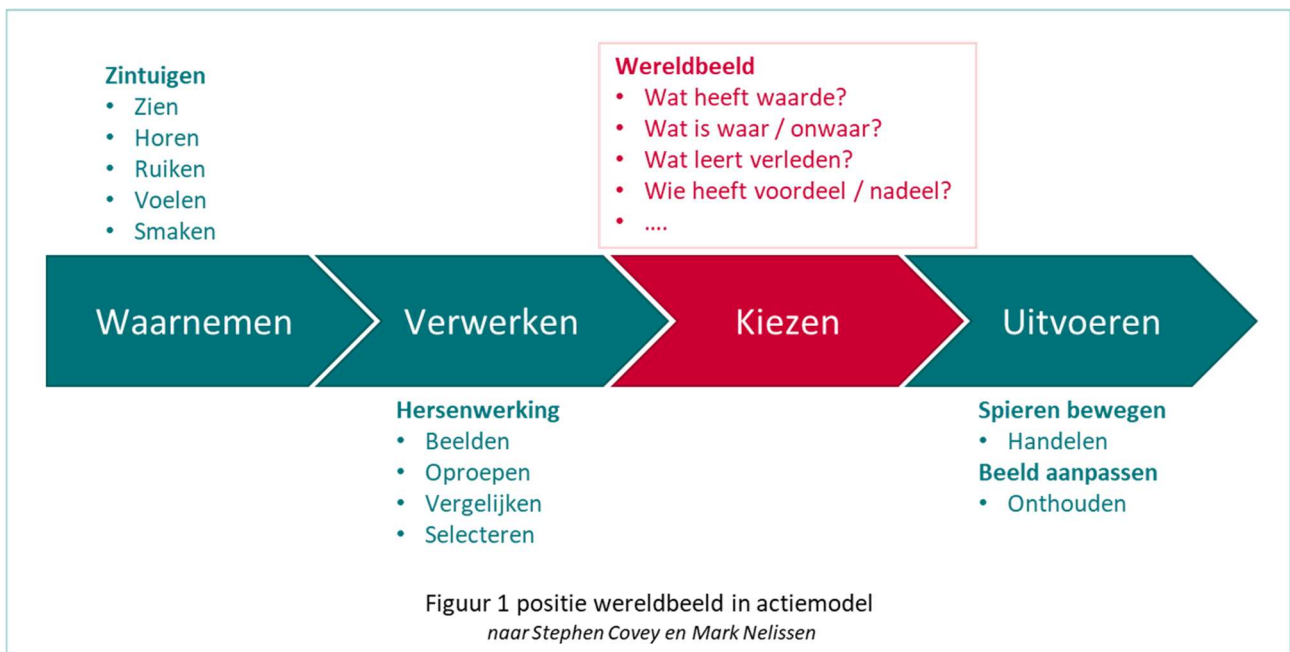 Zintuigen
• Zien
• Horen
• Ruiken
• Voelen
• Smaken
Wereldbeeld
• Wat heeft waarde?
• Wat is waar / onwaar?
• Wat leert verleden?
• Wie heeft voordeel / nadeel?
• ....
Waarnemen
Verwerken
Kiezen
Uitvoeren
Hersenwerking
• Beelden
• Oproepen
• Vergelijken
• Selecteren
Spieren bewegen
• Handelen
Beeld aanpassen
• Onthouden
Figuur 1 positie wereldbeeld in actiemodel
naar Stephen Covey en Mark Nelissen